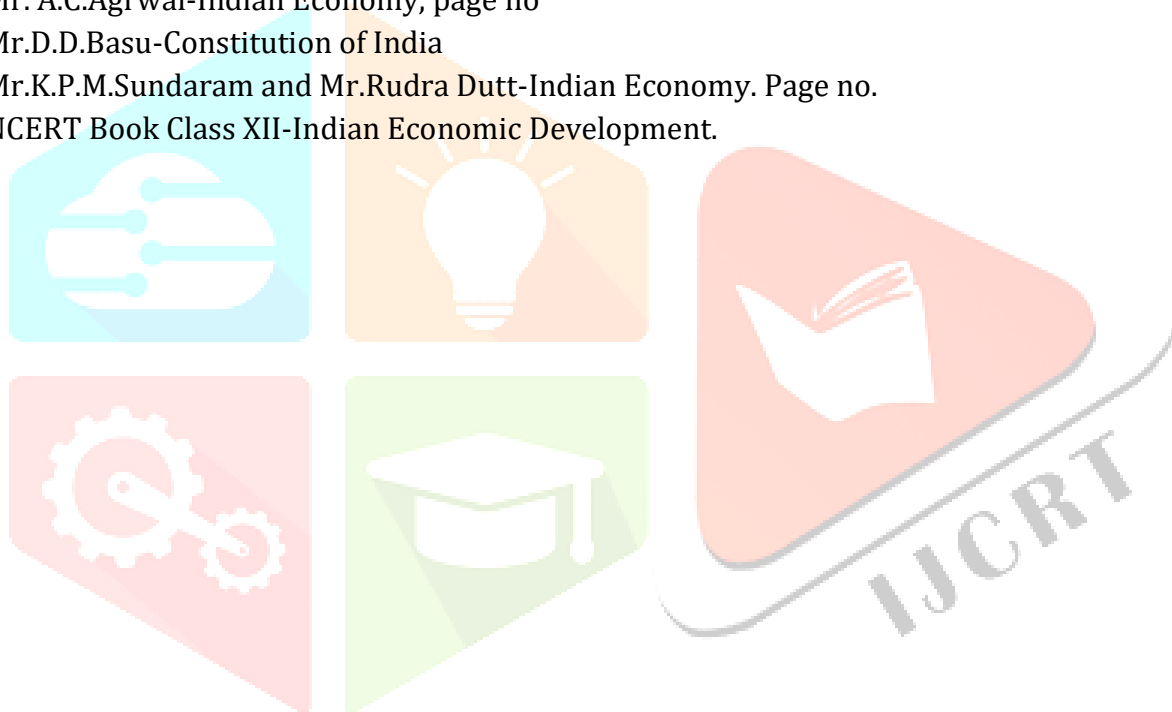 Mr. A.C.Agrwal-Indian Economy, page no
Mr.D.D.Basu-Constitution of India
Mr.K.P.M.Sundaram and Mr.Rudra Dutt-Indian Economy. Page no.
NCERT Book Class XII-Indian Economic Development.
IJCRT